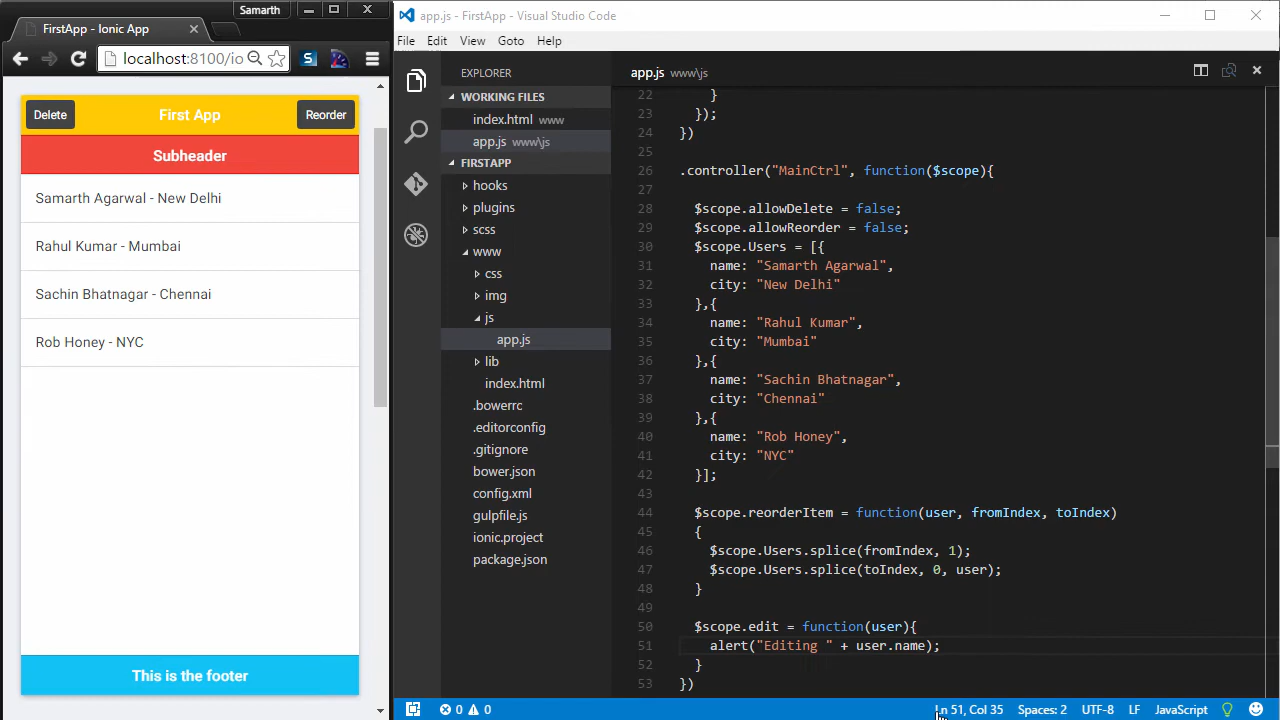 Samarth
FirstApp - Ionic App
localhost:8100/io
Delete
First App
Reorder
Subheader
Samarth Agarwal - New Delhi
Rahul Kumar - Mumbai
Sachin Bhatnagar - Chennai
Rob Honey - NYC
This is the footer
app.js - FirstApp - Visual Studio Code
File Edit View Goto Help
EXPLORER
WORKING FILES
index.html www
app.js www\js
FIRSTAPP
hooks
plugins
scss
www
css
img
js
app.js
lib
index.html
.bowerrc
.editorconfig
.gitignore
bower.json
config.xml
gulpfile.js
ionic.project
package.json
app.js www\js
22 }
23 });
24 })
25
26 .controller("MainCtrl", function($scope){
27
28 $scope.allowDelete = false;
29 $scope.allowReorder = false;
30 $scope.Users = [{
31 name: "Samarth Agarwal",
32 city: "New Delhi"
33 },{
34 name: "Rahul Kumar",
35 city: "Mumbai"
36 },{
37 name: "Sachin Bhatnagar",
38 city: "Chennai"
39 },{
40 name: "Rob Honey",
41 city: "NYC"
42 }];
43
44 $scope.reorderItem = function(user, fromIndex, toIndex)
45 {
46 $scope.Users.splice(fromIndex, 1);
47 $scope.Users.splice(toIndex, 0, user);
48 }
49
50 $scope.edit = function(user){
51 alert("Editing " + user.name);
52 }
53 })
0 0 Ln 51, Col 35 Spaces: 2 UTF-8 LF JavaScript